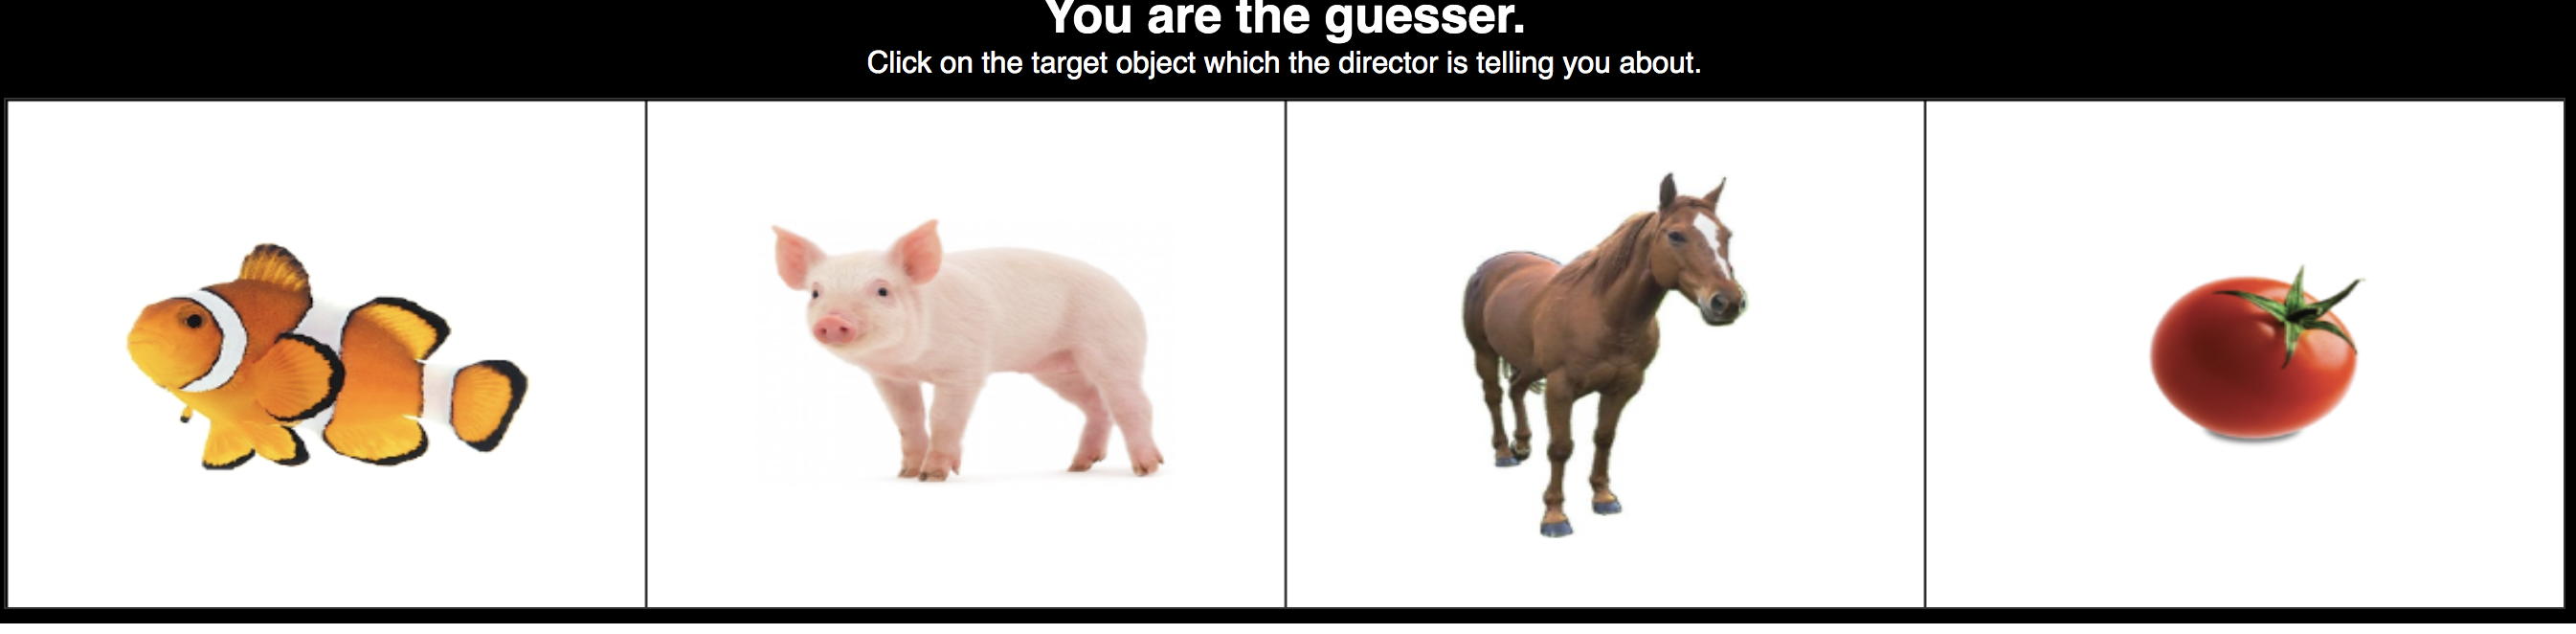 You are the guesser.
Click on the target object which the director is telling you about.